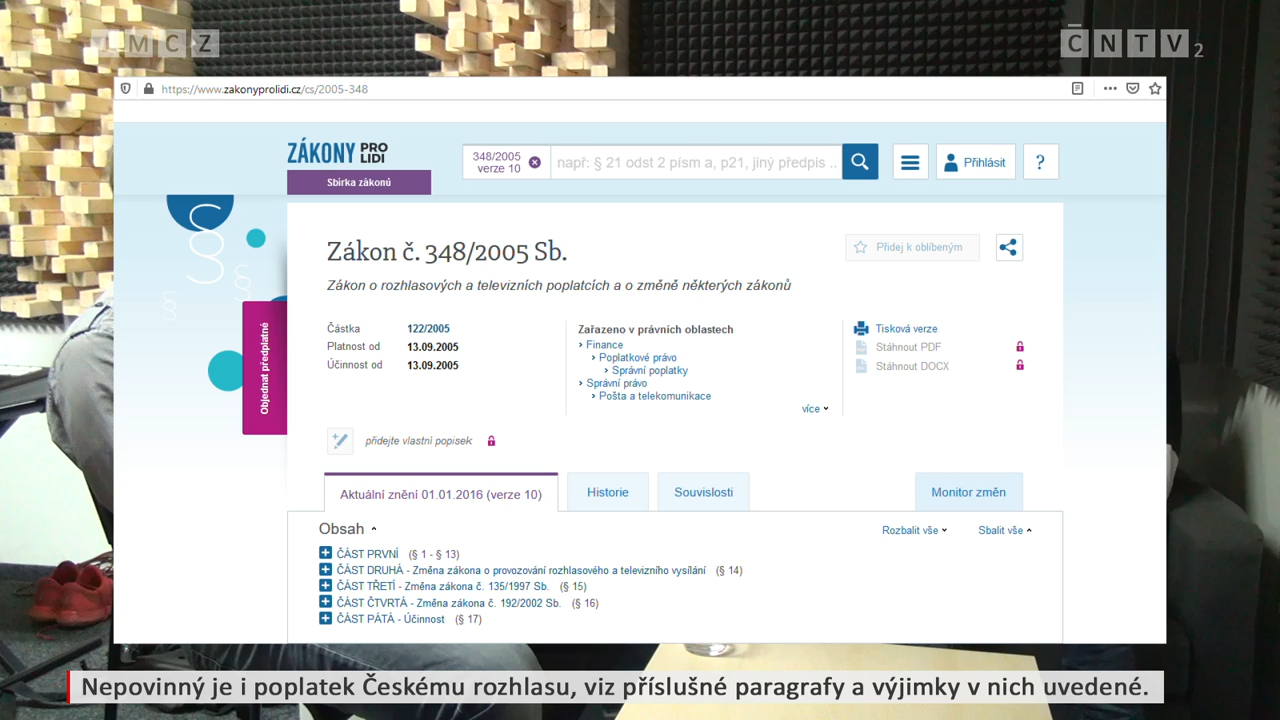 LMCZ
ČNTV2
https://www.zakonyprolidi.cz/cs/2005-348
ZÁKONY PRO LIDI
Sbírka zákonů
348/2005
verze 10
např: § 21 odst 2 písm a, p21, jiný předpis ..
Přihlásit
?
Zákon č. 348/2005 Sb.
Přidej k oblíbeným
Zákon o rozhlasových a televizních poplatcích a o změně některých zákonů
Částka 122/2005
Platnost od 13.09.2005
Účinnost od 13.09.2005
Zařazeno v právních oblastech
Finance
Poplatkové právo
Správní poplatky
Správní právo
Pošta a telekomunikace
více
Tisková verze
Stáhnout PDF
Stáhnout DOCX
Objednat předplatné
přidejte vlastní popisek
Aktuální znění 01.01.2016 (verze 10)
Historie
Souvislosti
Monitor změn
Obsah
Rozbalit vše
Sbalit vše
ČÁST PRVNÍ (§ 1 - § 13)
ČÁST DRUHÁ - Změna zákona o provozování rozhlasového a televizního vysílání (§ 14)
ČÁST TŘETÍ - Změna zákona č. 135/1997 Sb. (§ 15)
ČÁST ČTVRTÁ - Změna zákona č. 192/2002 Sb. (§ 16)
ČÁST PÁTÁ - Účinnost (§ 17)
Nepovinný je i poplatek Českému rozhlasu, viz příslušné paragrafy a výjimky v nich uvedené.